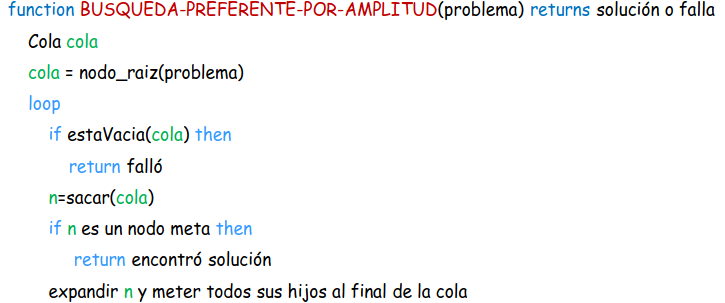 function BUSQUEDA-PREFERENTE-POR-AMPLITUD(problema) returns solución o falla
Cola cola
cola = nodo_raiz(problema)
loop
if estaVacia(cola) then
return falló
n=sacar(cola)
if n es un nodo meta then
return encontró solución
expandir n y meter todos sus hijos al final de la cola